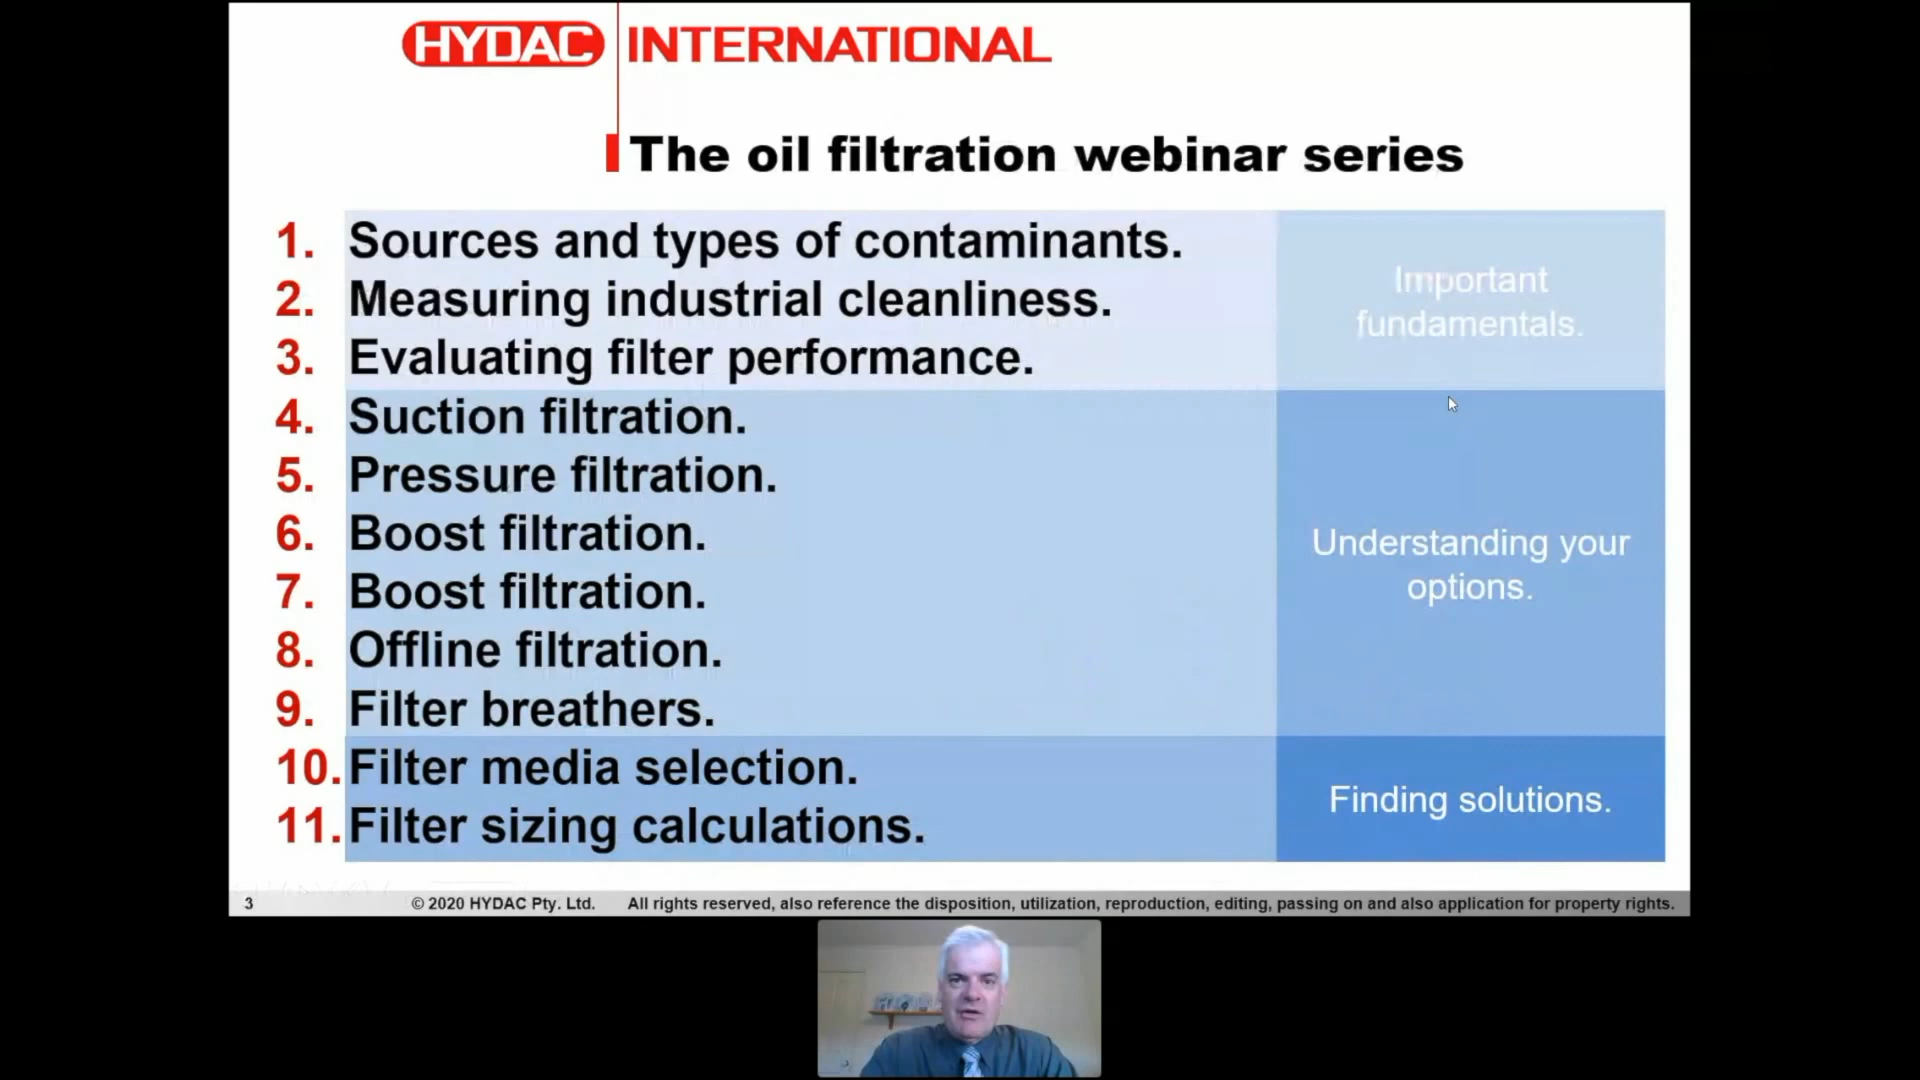 HYDAC INTERNATIONAL
The oil filtration webinar series
1. Sources and types of contaminants.
2. Measuring industrial cleanliness.
3. Evaluating filter performance.
Important
fundamentals.
4. Suction filtration.
5. Pressure filtration.
6. Boost filtration.
7. Boost filtration.
8. Offline filtration.
9. Filter breathers.
Understanding your
options.
10. Filter media selection.
11. Filter sizing calculations.
Finding solutions.
3 © 2020 HYDAC Pty. Ltd. All rights reserved, also reference the disposition, utilization, reproduction, editing, passing on and also application for property rights.